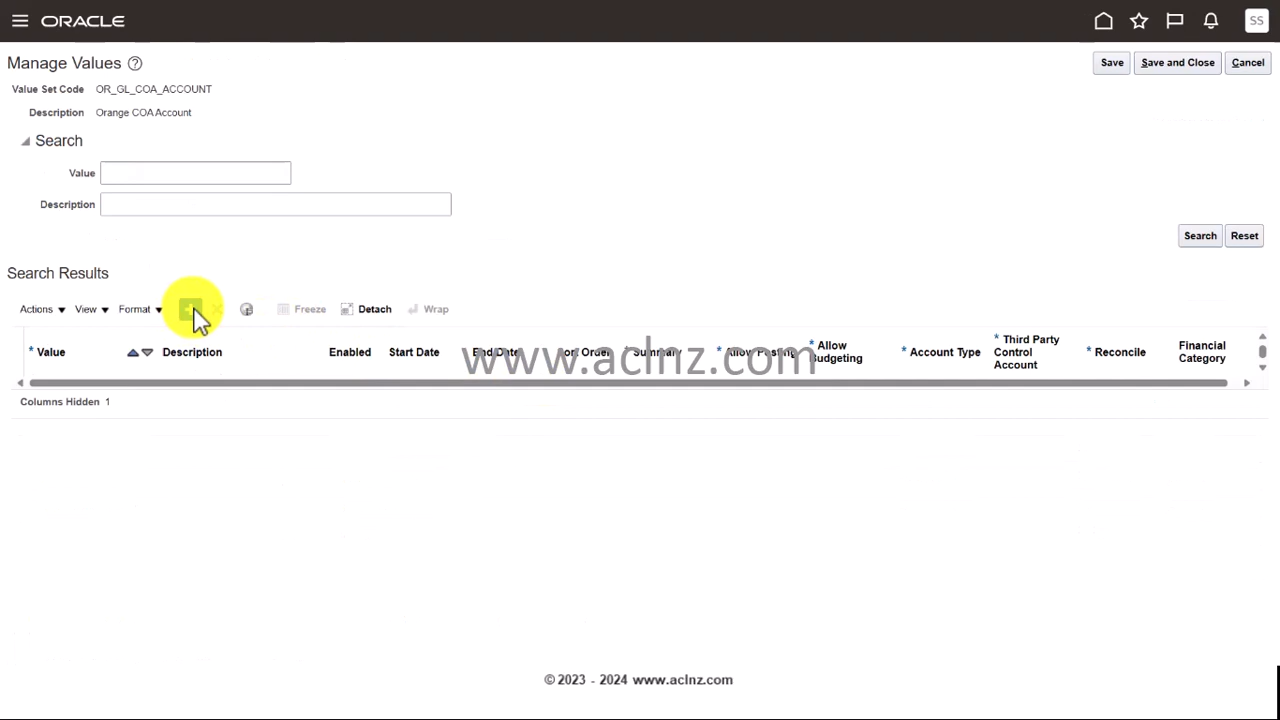 ORACLE
SS
Manage Values ?
Save
Save and Close
Cancel
Value Set Code OR_GL_COA_ACCOUNT
Description Orange COA Account
Search
Value
Description
Search
Reset
Search Results
Actions
View
Format
Freeze
Detach
Wrap
* Value
Description
Enabled
Start Date
End Date
Sort Order
* Summary
* Allow Posting
* Allow Budgeting
* Account Type
* Third Party Control Account
* Reconcile
Financial Category
www.aclnz.com
Columns Hidden 1
© 2023 - 2024 www.aclnz.com